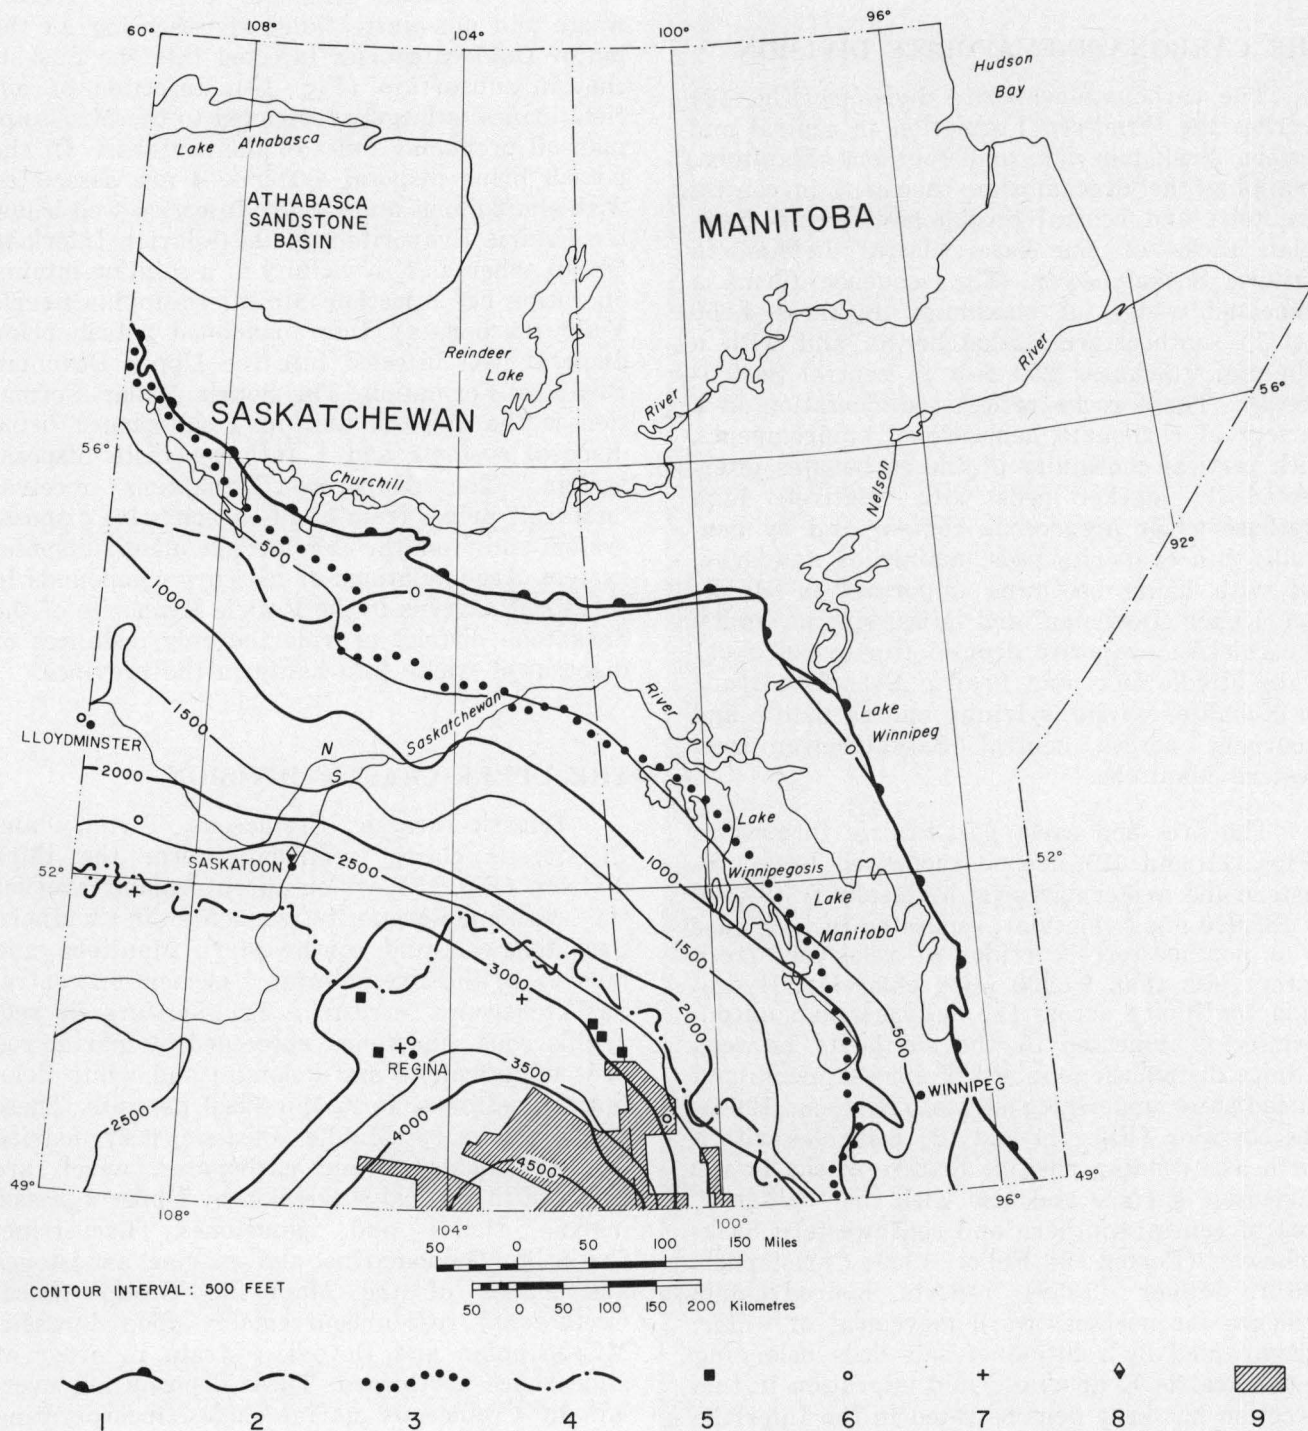 60°
108°
104°
100°
96°
Hudson
Bay
Lake Athabasca
ATHABASCA
SANDSTONE
BASIN
MANITOBA
Reindeer
Lake
SASKATCHEWAN
River
River
56°
56°
Churchill
Nelson
500
92°
1000
0
1500
Saskatchewan
River
Lake
Winnipeg
0
LLOYDMINSTER
N
S
2000
Lake
SASKATOON
2500
1000
Winnipegosis
52°
52°
Lake
Manitoba
1500
3000
2000
500
REGINA
3500
WINNIPEG
2500
4000
4500
49°
49°
108°
104°
100°
96°
50 0 50 100 150 Miles
CONTOUR INTERVAL: 500 FEET
50 0 50 100 150 200 Kilometres
1 2 3 4 5 6 7 8 9